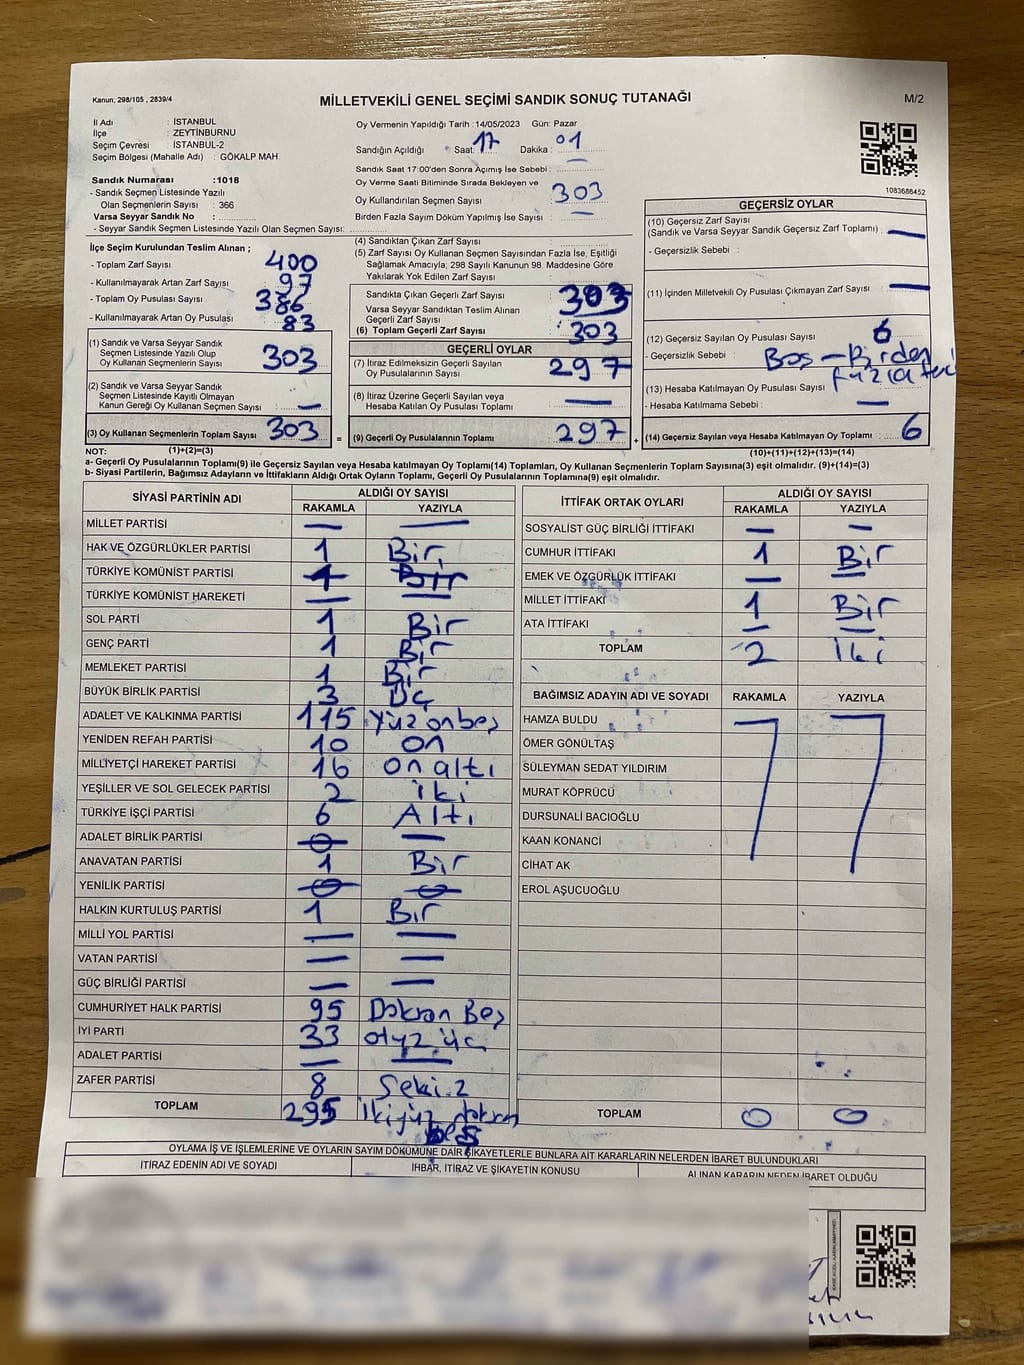 Kanun; 298/105 , 2839/4
MİLLETVEKİLİ GENEL SEÇİMİ SANDIK SONUÇ TUTANAĞI
M/2
İl Adı : İSTANBUL
İlçe : ZEYTİNBURNU
Seçim Çevresi : İSTANBUL-2
Seçim Bölgesi (Mahalle Adı) : GÖKALP MAH.
Sandık Numarası :1018
- Sandık Seçmen Listesinde Yazılı
Olan Seçmenlerin Sayısı : 366
Varsa Seyyar Sandık No :
- Seyyar Sandık Seçmen Listesinde Yazılı Olan Seçmen Sayısı:
Oy Vermenin Yapıldığı Tarih :14/05/2023 Gün: Pazar
Sandığın Açıldığı Saat: 17 Dakika : 01
Sandık Saat 17:00'den Sonra Açımış İse Sebebi : —
Oy Verme Saati Bitiminde Sırada Bekleyen ve
Oy Kullandırılan Seçmen Sayısı 303
Birden Fazla Sayım Döküm Yapılmış İse Sayısı : —
1083686452
İlçe Seçim Kurulundan Teslim Alınan ;
- Toplam Zarf Sayısı 400
- Kullanılmayarak Artan Zarf Sayısı 97
- Toplam Oy Pusulası Sayısı 386
- Kullanılmayarak Artan Oy Pusulası 83
(1) Sandık ve Varsa Seyyar Sandık
Seçmen Listesinde Yazılı Olup
Oy Kullanan Seçmenlerin Sayısı 303
(2) Sandık ve Varsa Seyyar Sandık
Seçmen Listesinde Kayıtlı Olmayan
Kanun Gereği Oy Kullanan Seçmen Sayısı —
(3) Oy Kullanan Seçmenlerin Toplam Sayısı 303 =
(4) Sandıktan Çıkan Zarf Sayısı :
(5) Zarf Sayısı Oy Kullanan Seçmen Sayısından Fazla İse, Eşitliği
Sağlamak Amacıyla; 298 Sayılı Kanunun 98. Maddesine Göre
Yakılarak Yok Edilen Zarf Sayısı :
Sandıkta Çıkan Geçerli Zarf Sayısı : 303
Varsa Seyyar Sandıktan Teslim Alınan
Geçerli Zarf Sayısı :
(6) Toplam Geçerli Zarf Sayısı : 303
GEÇERLİ OYLAR
(7) İtiraz Edilmeksizin Geçerli Sayılan
Oy Pusulalarının Sayısı 297
(8) İtiraz Üzerine Geçerli Sayılan veya
Hesaba Katılan Oy Pusulası Toplamı —
(9) Geçerli Oy Pusulalarının Toplamı 297 +
GEÇERSİZ OYLAR
(10) Geçersiz Zarf Sayısı
(Sandık ve Varsa Seyyar Sandık Geçersiz Zarf Toplamı) : —
- Geçersizlik Sebebi :
(11) İçinden Milletvekili Oy Pusulası Çıkmayan Zarf Sayısı : —
(12) Geçersiz Sayılan Oy Pusulası Sayısı : 6
- Geçersizlik Sebebi : Boş — Birden
(13) Hesaba Katılmayan Oy Pusulası Sayısı : —
- Hesaba Katılmama Sebebi :
(14) Geçersiz Sayılan veya Hesaba Katılmayan Oy Toplamı : 6
NOT: (1)+(2)=(3) (10)+(11)+(12)+(13)=(14)
a- Geçerli Oy Pusulalarının Toplamı(9) ile Geçersiz Sayılan veya Hesaba katılmayan Oy Toplamı(14) Toplamları, Oy Kullanan Seçmenlerin Toplam Sayısına(3) eşit olmalıdır. (9)+(14)=(3)
b- Siyasi Partilerin, Bağımsız Adayların ve İttifakların Aldığı Ortak Oyların Toplamı, Geçerli Oy Pusulalarının Toplamına(9) eşit olmalıdır.
SİYASİ PARTİNİN ADI ALDIĞI OY SAYISI
RAKAMLA YAZIYLA
MİLLET PARTİSİ — —
HAK VE ÖZGÜRLÜKLER PARTİSİ 1 Bir
TÜRKİYE KOMÜNİST PARTİSİ 1 Bir
TÜRKİYE KOMÜNİST HAREKETİ — —
SOL PARTİ 1 Bir
GENÇ PARTİ 1 Bir
MEMLEKET PARTİSİ 1 Bir
BÜYÜK BİRLİK PARTİSİ 3 Üç
ADALET VE KALKINMA PARTİSİ 115 Yüz onbeş
YENİDEN REFAH PARTİSİ 10 on
MİLLİYETÇİ HAREKET PARTİSİ 16 on altı
YEŞİLLER VE SOL GELECEK PARTİSİ 2 iki
TÜRKİYE İŞÇİ PARTİSİ 6 Altı
ADALET BİRLİK PARTİSİ 0 —
ANAVATAN PARTİSİ 1 Bir
YENİLİK PARTİSİ 0 0
HALKIN KURTULUŞ PARTİSİ 1 Bir
MİLLİ YOL PARTİSİ — —
VATAN PARTİSİ — —
GÜÇ BİRLİĞİ PARTİSİ — —
CUMHURİYET HALK PARTİSİ 95 Doksan Beş
İYİ PARTİ 33 otuz üç
ADALET PARTİSİ — —
ZAFER PARTİSİ 8 Sekiz
TOPLAM 295 ikiyüz doksan
beş
İTTİFAK ORTAK OYLARI ALDIĞI OY SAYISI
RAKAMLA YAZIYLA
SOSYALİST GÜÇ BİRLİĞİ İTTİFAKI — —
CUMHUR İTTİFAKI 1 Bir
EMEK VE ÖZGÜRLÜK İTTİFAKI — —
MİLLET İTTİFAKI 1 Bir
ATA İTTİFAKI — —
TOPLAM 2 İki
BAĞIMSIZ ADAYIN ADI VE SOYADI RAKAMLA YAZIYLA
HAMZA BULDU
ÖMER GÖNÜLTAŞ
SÜLEYMAN SEDAT YILDIRIM
MURAT KÖPRÜCÜ
DURSUNALİ BACIOĞLU
KAAN KONANCİ
CİHAT AK
EROL AŞUCUOĞLU
TOPLAM 0 0
OYLAMA İŞ VE İŞLEMLERİNE VE OYLARIN SAYIM DÖKÜMÜNE DAİR ŞİKAYETLERLE BUNLARA AİT KARARLARIN NELERDEN İBARET BULUNDUKLARI
İTİRAZ EDENİN ADI VE SOYADI İHBAR, İTİRAZ VE ŞİKAYETİN KONUSU ALINAN KARARIN NEDEN İBARET OLDUĞU